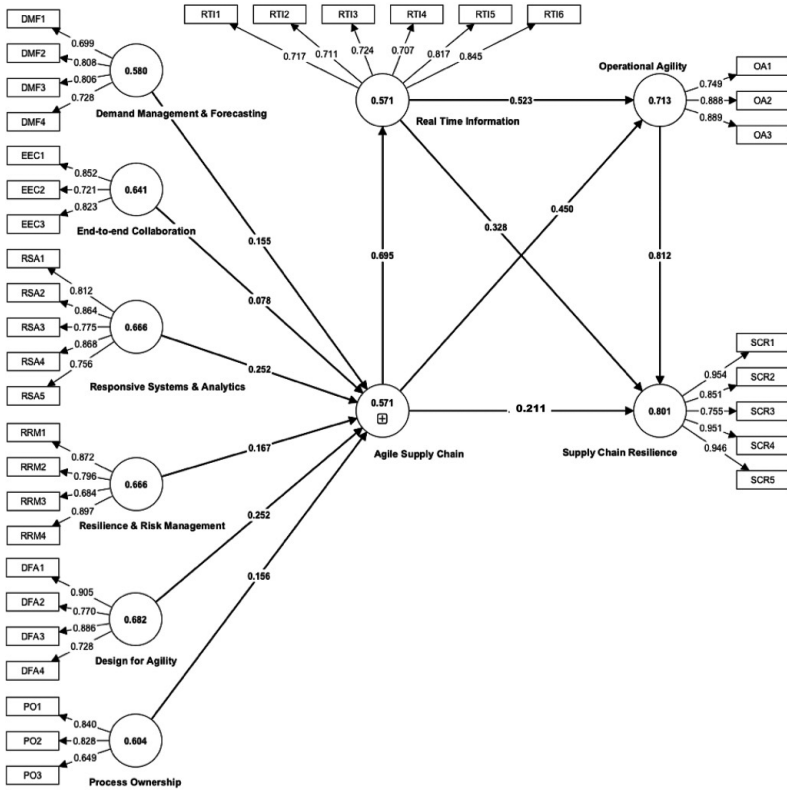 RTI1
RTI2
RTI3
RTI4
RTI5
RTI6
0.717
0.711
0.724
0.707
0.817
0.845
DMF1
DMF2
DMF3
DMF4
0.699
0.808
0.806
0.728
0.580
Demand Management & Forecasting
0.571
Real Time Information
0.523
Operational Agility
0.713
0.749
0.888
0.889
OA1
OA2
OA3
EEC1
EEC2
EEC3
0.852
0.721
0.823
0.641
End-to-end Collaboration
0.155
0.078
0.695
0.328
0.450
0.812
RSA1
RSA2
RSA3
RSA4
RSA5
0.812
0.864
0.775
0.868
0.756
0.666
Responsive Systems & Analytics
0.252
0.571
Agile Supply Chain
0.211
0.801
Supply Chain Resilience
0.954
0.851
0.755
0.951
0.946
SCR1
SCR2
SCR3
SCR4
SCR5
RRM1
RRM2
RRM3
RRM4
0.872
0.796
0.684
0.897
0.666
Resilience & Risk Management
0.167
0.252
0.156
DFA1
DFA2
DFA3
DFA4
0.905
0.770
0.886
0.728
0.682
Design for Agility
PO1
PO2
PO3
0.840
0.828
0.649
0.604
Process Ownership